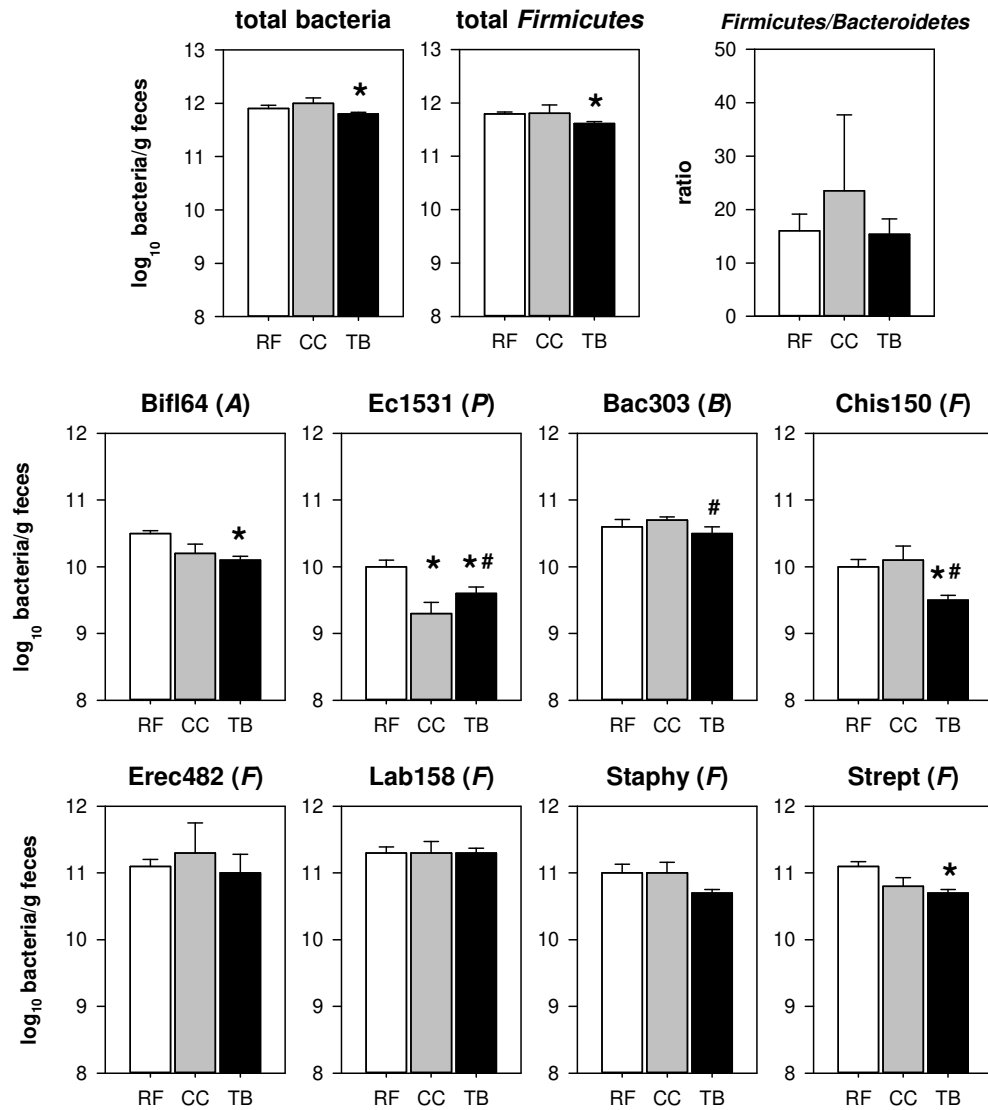 total bacteria
total Firmicutes
Firmicutes/Bacteroidetes
log10 bacteria/g feces
13
12
11
10
9
8
*
RF CC TB
13
12
11
10
9
8
*
RF CC TB
ratio
50
40
30
20
10
0
RF CC TB
Bifl64 (A)
Ec1531 (P)
Bac303 (B)
Chis150 (F)
log10 bacteria/g feces
12
11
10
9
8
*
RF CC TB
12
11
10
9
8
* *#
RF CC TB
12
11
10
9
8
#
RF CC TB
12
11
10
9
8
*#
RF CC TB
Erec482 (F)
Lab158 (F)
Staphy (F)
Strept (F)
log10 bacteria/g feces
12
11
10
9
8
RF CC TB
12
11
10
9
8
RF CC TB
12
11
10
9
8
RF CC TB
12
11
10
9
8
*
RF CC TB